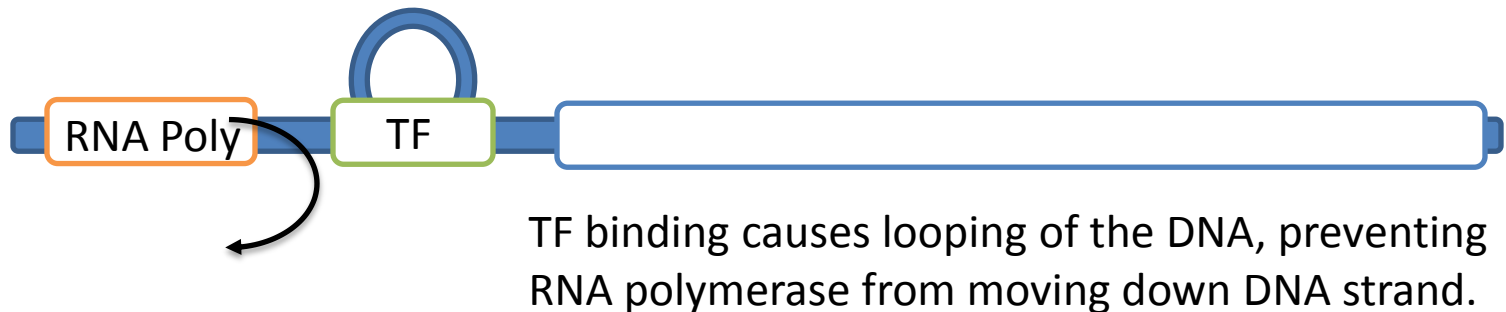 RNA Poly
TF
TF binding causes looping of the DNA, preventing
RNA polymerase from moving down DNA strand.